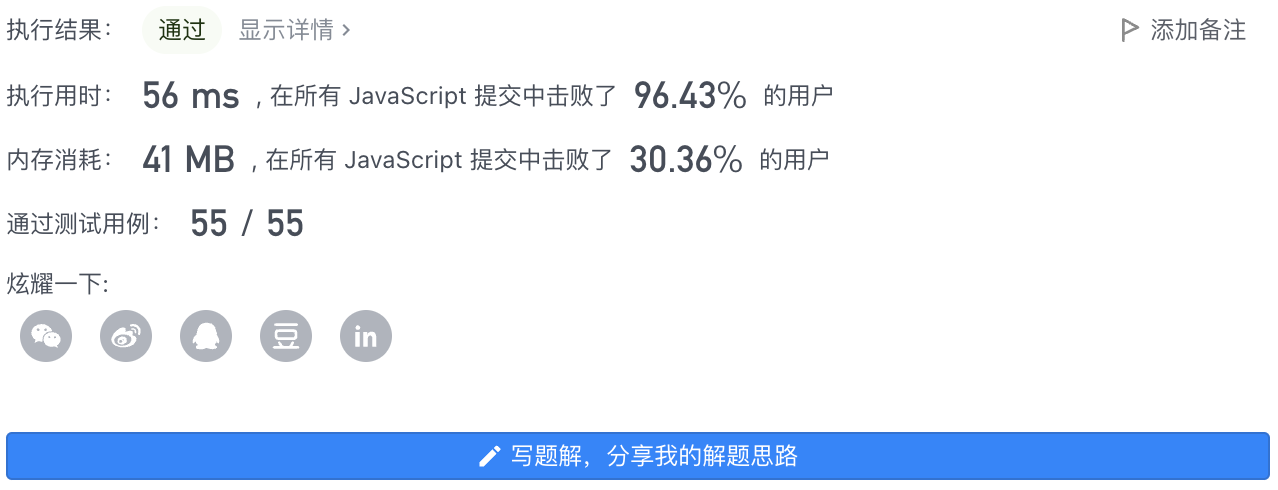 执行结果： 通过 显示详情 › 添加备注
执行用时： 56 ms , 在所有 JavaScript 提交中击败了 96.43% 的用户
内存消耗： 41 MB , 在所有 JavaScript 提交中击败了 30.36% 的用户
通过测试用例： 55 / 55
炫耀一下:
豆 in
写题解，分享我的解题思路